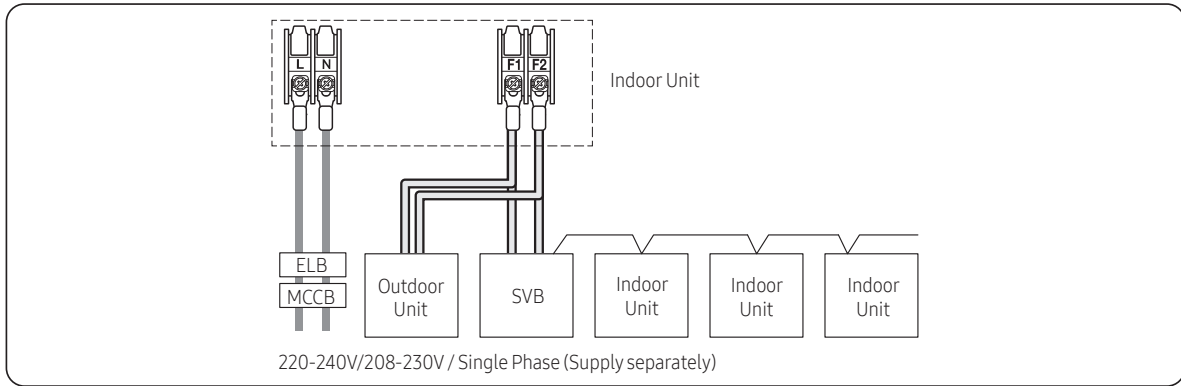 L N F1 F2
Indoor Unit
ELB
MCCB
Outdoor
Unit
SVB
Indoor
Unit
Indoor
Unit
Indoor
Unit
220-240V/208-230V / Single Phase (Supply separately)